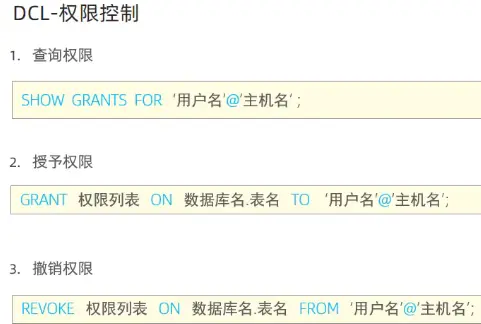 DCL-权限控制
1. 查询权限
SHOW GRANTS FOR '用户名'@'主机名' ;
2. 授予权限
GRANT 权限列表 ON 数据库名.表名 TO '用户名'@'主机名';
3. 撤销权限
REVOKE 权限列表 ON 数据库名.表名 FROM '用户名'@'主机名';